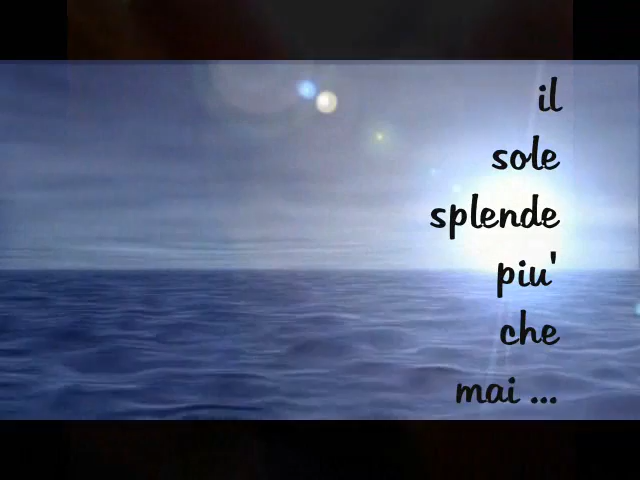 il
sole
splende
piu'
che
mai ...